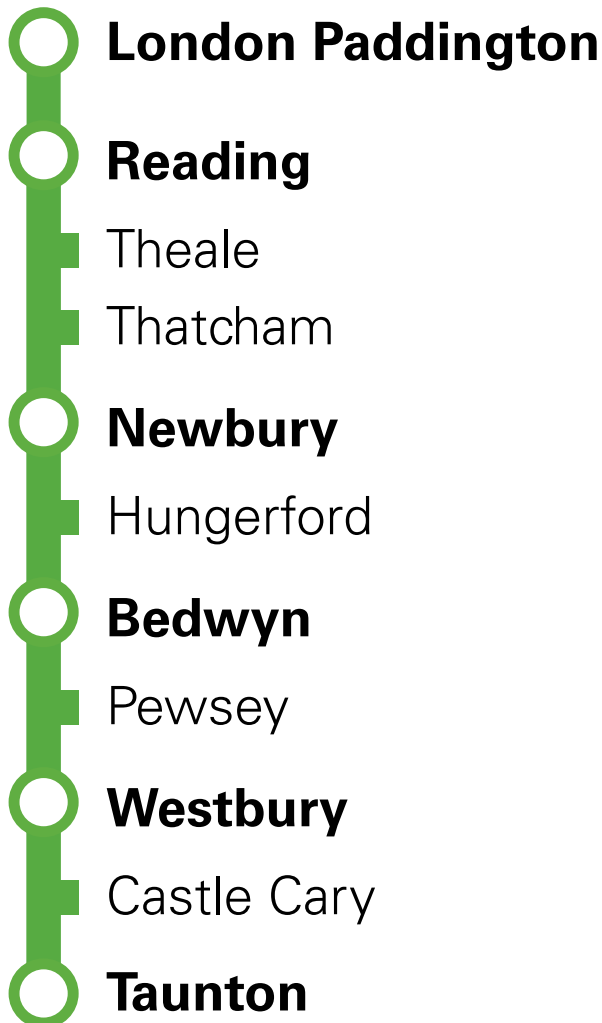 London Paddington
Reading
Theale
Thatcham
Newbury
Hungerford
Bedwyn
Pewsey
Westbury
Castle Cary
Taunton